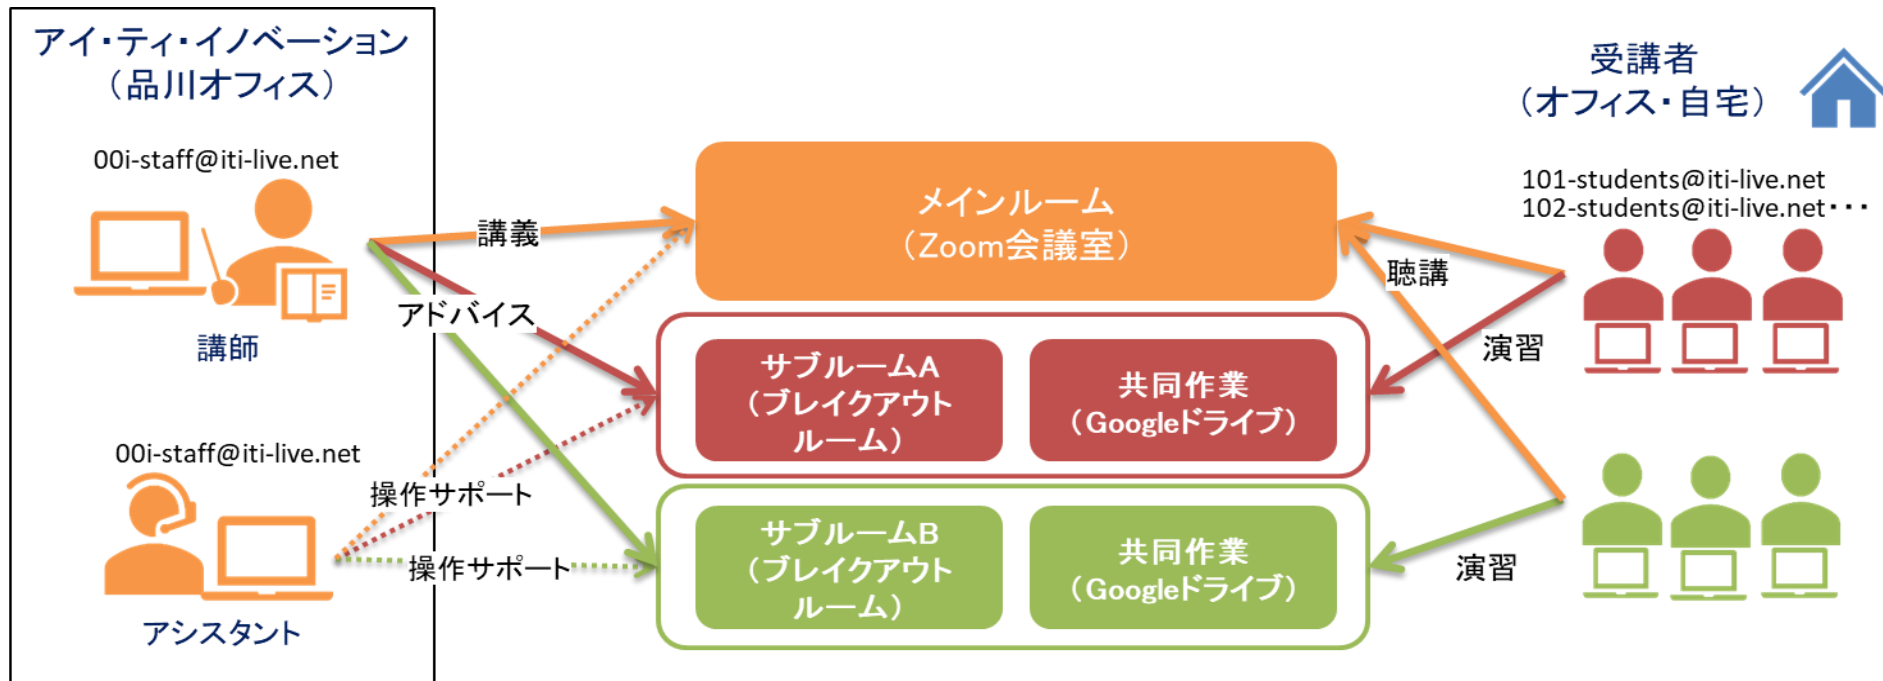 アイ・ティ・イノベーション
（品川オフィス）
00i-staff@iti-live.net
講師
00i-staff@iti-live.net
アシスタント
講義
アドバイス
操作サポート
操作サポート
メインルーム
（Zoom会議室）
サブルームA
（ブレイクアウト
ルーム）
共同作業
（Googleドライブ）
サブルームB
（ブレイクアウト
ルーム）
共同作業
（Googleドライブ）
聴講
演習
演習
受講者
（オフィス・自宅）
101-students@iti-live.net
102-students@iti-live.net・・・